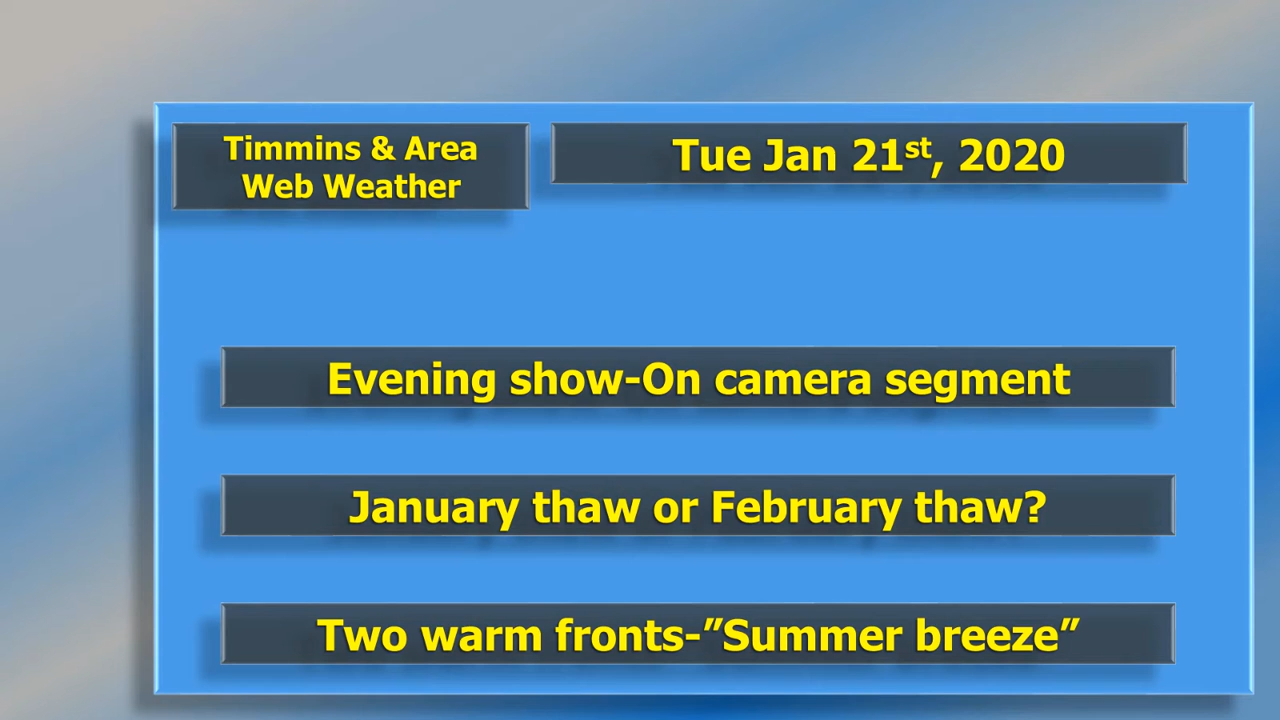 Timmins & Area
Web Weather
Tue Jan 21st, 2020
Evening show-On camera segment
January thaw or February thaw?
Two warm fronts-”Summer breeze”